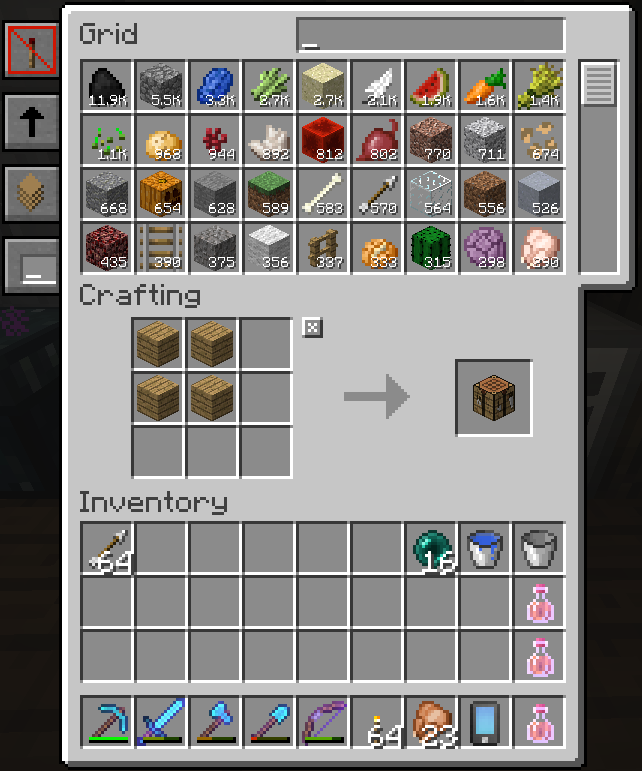 Grid
11.9K 5.5K 3.3K 2.7K 2.7K 2.1K 1.9K 1.6K 1.4K
1.1K 968 944 892 812 802 770 711 674
668 654 628 589 583 570 564 556 526
435 390 375 356 337 333 315 298 290
Crafting
Inventory
64 16
64 23